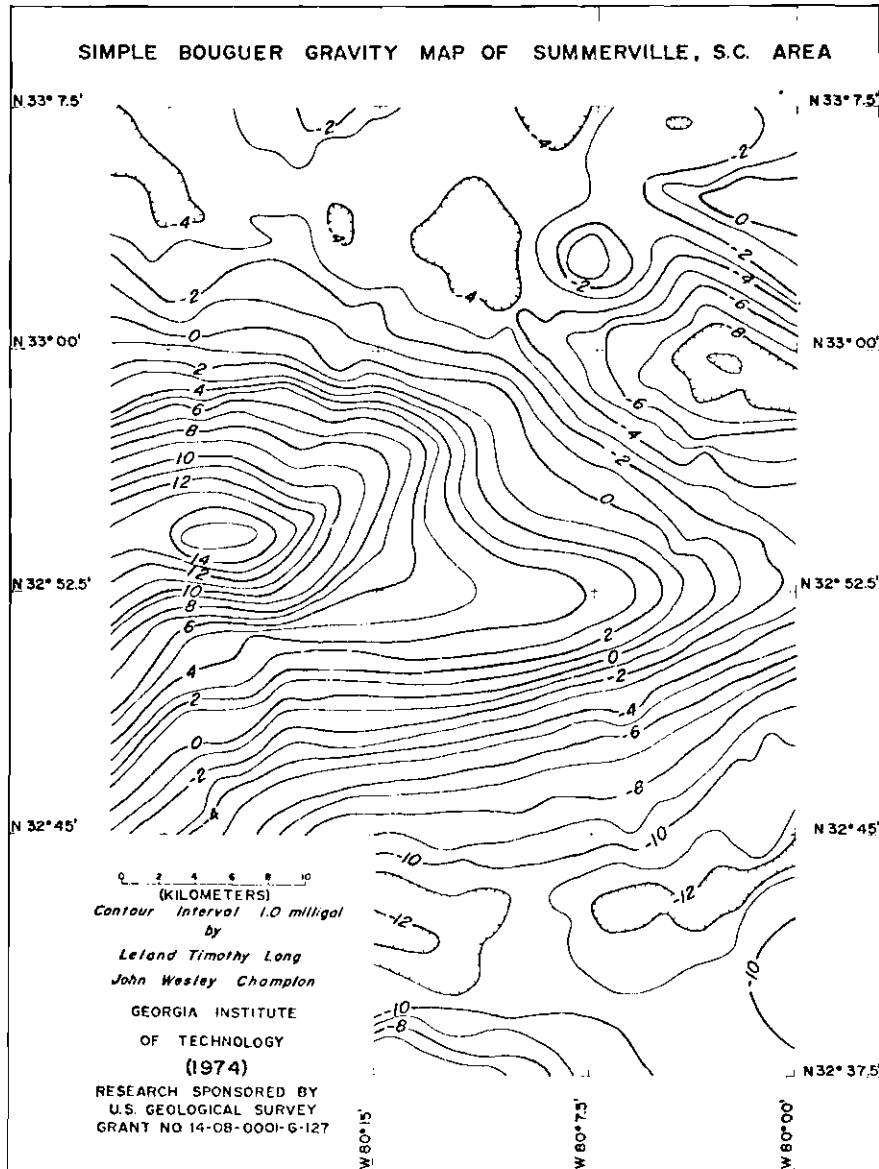 SIMPLE BOUGUER GRAVITY MAP OF SUMMERVILLE, S.C. AREA
N 33° 7.5' N 33° 7.5'
-2 -4 -4 -2
-4 -4 -4 0
-2 -2
-2 -4
-6
0 8
N 33° 00' N 33° 00'
2
4
6 -6
8 -4
10 -2
12 0
14
12
N 32° 52.5' N 32° 52.5'
10
8
6 2
4 0
-2
2 -4
0 -6
-2 -8
4
N 32° 45' -10 N 32° 45'
-10
0 2 4 6 8 10
(KILOMETERS)
-12 -12
Contour Interval 1.0 milligal
by
Leland Timothy Long
John Wesley Champion
-10
GEORGIA INSTITUTE
-10
OF TECHNOLOGY
-8
(1974)
N 32° 37.5'
RESEARCH SPONSORED BY
U.S. GEOLOGICAL SURVEY
GRANT NO 14-08-0001-G-127
W 80° 15' W 80° 7.5' W 80° 00'